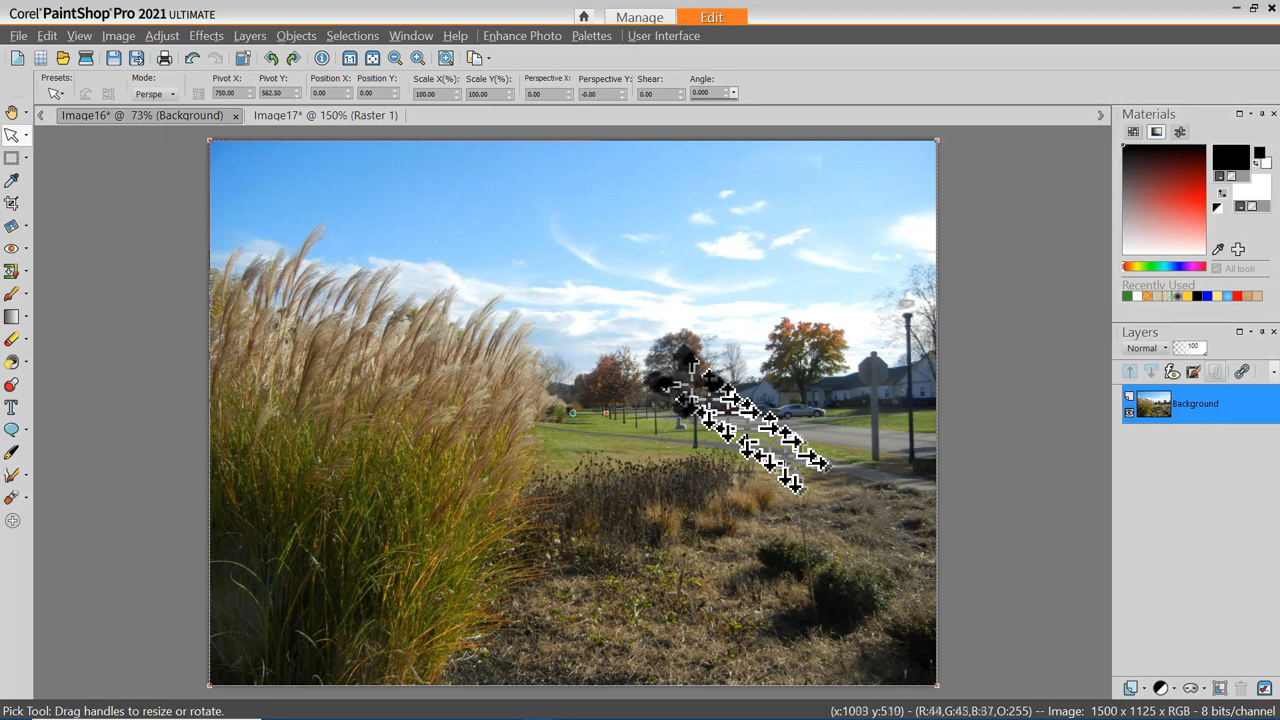 Corel® PaintShop® Pro 2021 ULTIMATE
Manage Edit
File Edit View Image Adjust Effects Layers Objects Selections Window Help Enhance Photo Palettes User Interface
Presets: Mode: Pivot X: Pivot Y: Position X: Position Y: Scale X(%): Scale Y(%): Perspective X: Perspective Y: Shear: Angle:
Perspe 750.00 562.50 0.00 0.00 100.00 100.00 0.00 -0.00 0.00 0.000
Image16* @ 73% (Background) Image17* @ 150% (Raster 1)
Materials
All tools
Recently Used
Layers
Normal 100
Background
Pick Tool: Drag handles to resize or rotate.
(x:1003 y:510) - (R:44,G:45,B:37,O:255) -- Image: 1500 x 1125 x RGB - 8 bits/channel